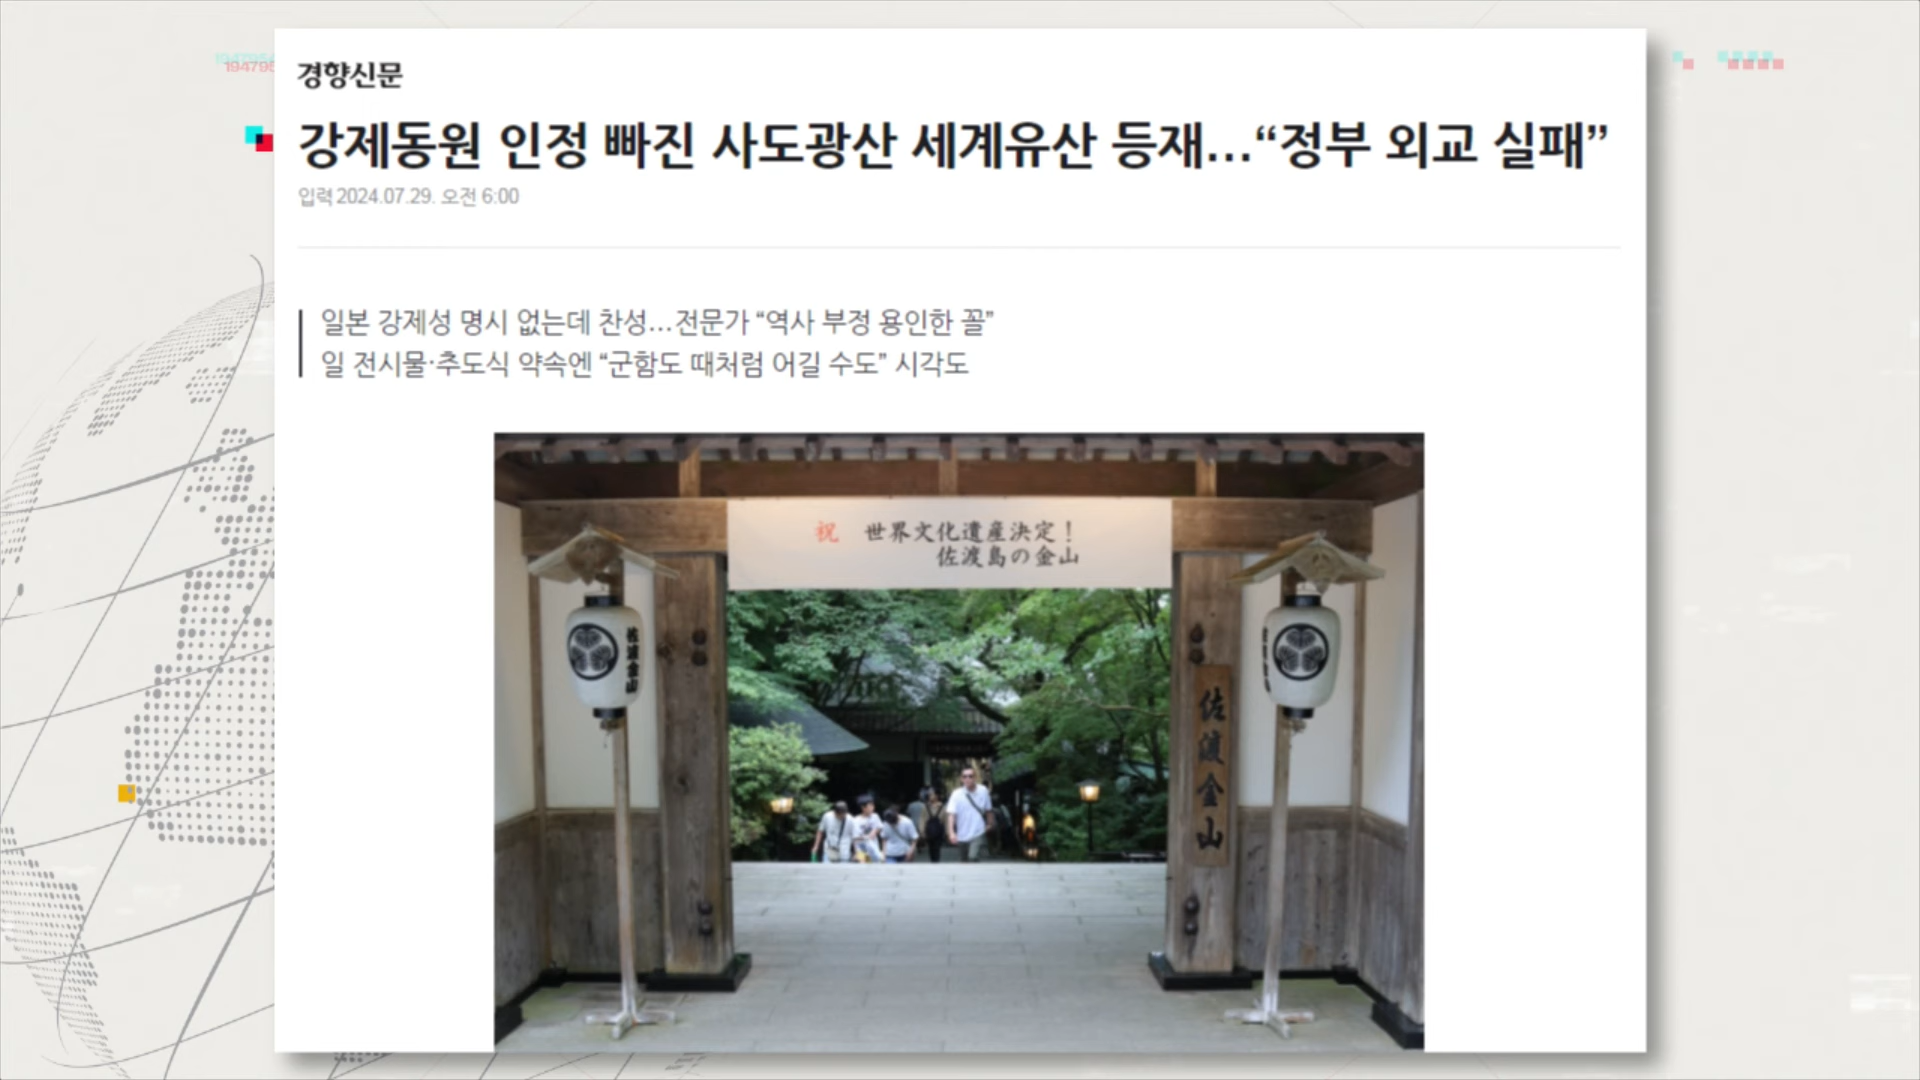 194795
경향신문
강제동원 인정 빠진 사도광산 세계유산 등재…“정부 외교 실패”
입력 2024.07.29. 오전 6:00
일본 강제성 명시 없는데 찬성…전문가 “역사 부정 용인한 꼴”
일 전시물·추도식 약속엔 “군함도 때처럼 어길 수도” 시각도
祝 世界文化遺産決定！
佐渡島の金山
佐渡金山
佐渡金山